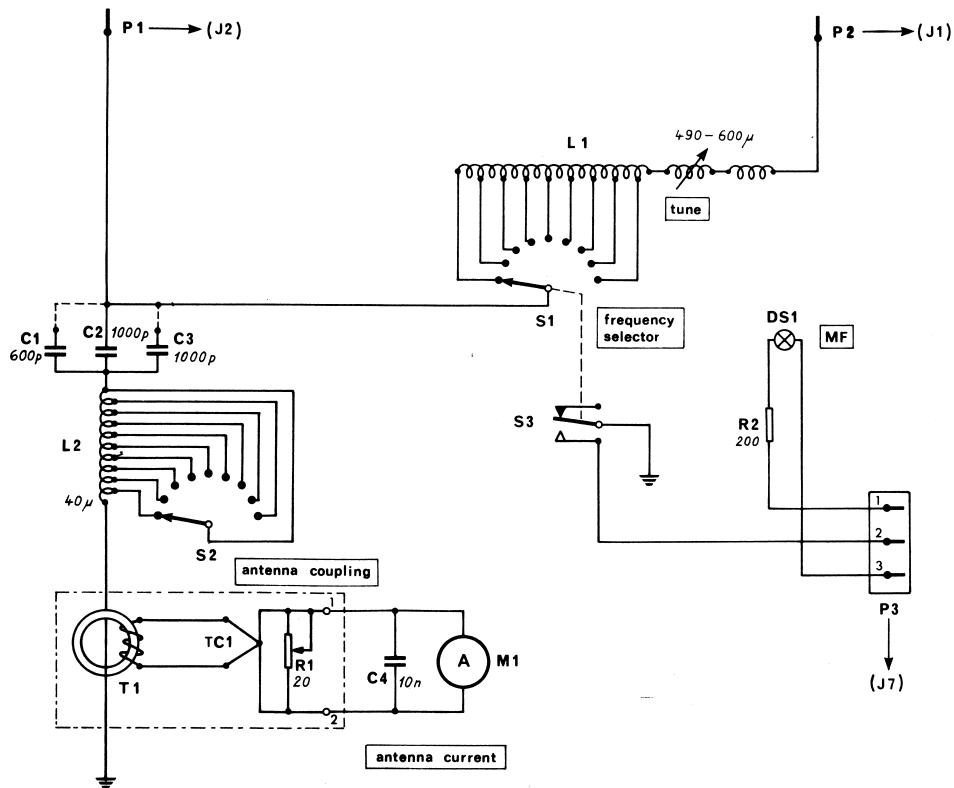 P1 (J2)
P2 (J1)
490-600µ
L1
tune
S1
frequency
selector
C1
600p
C2
1000p
C3
1000p
DS1
MF
S3
R2
200
L2
40µ
S2
antenna coupling
1
2
3
P3
(J7)
T1
TC1
1
R1
20
2
C4
10n
A
M1
antenna current